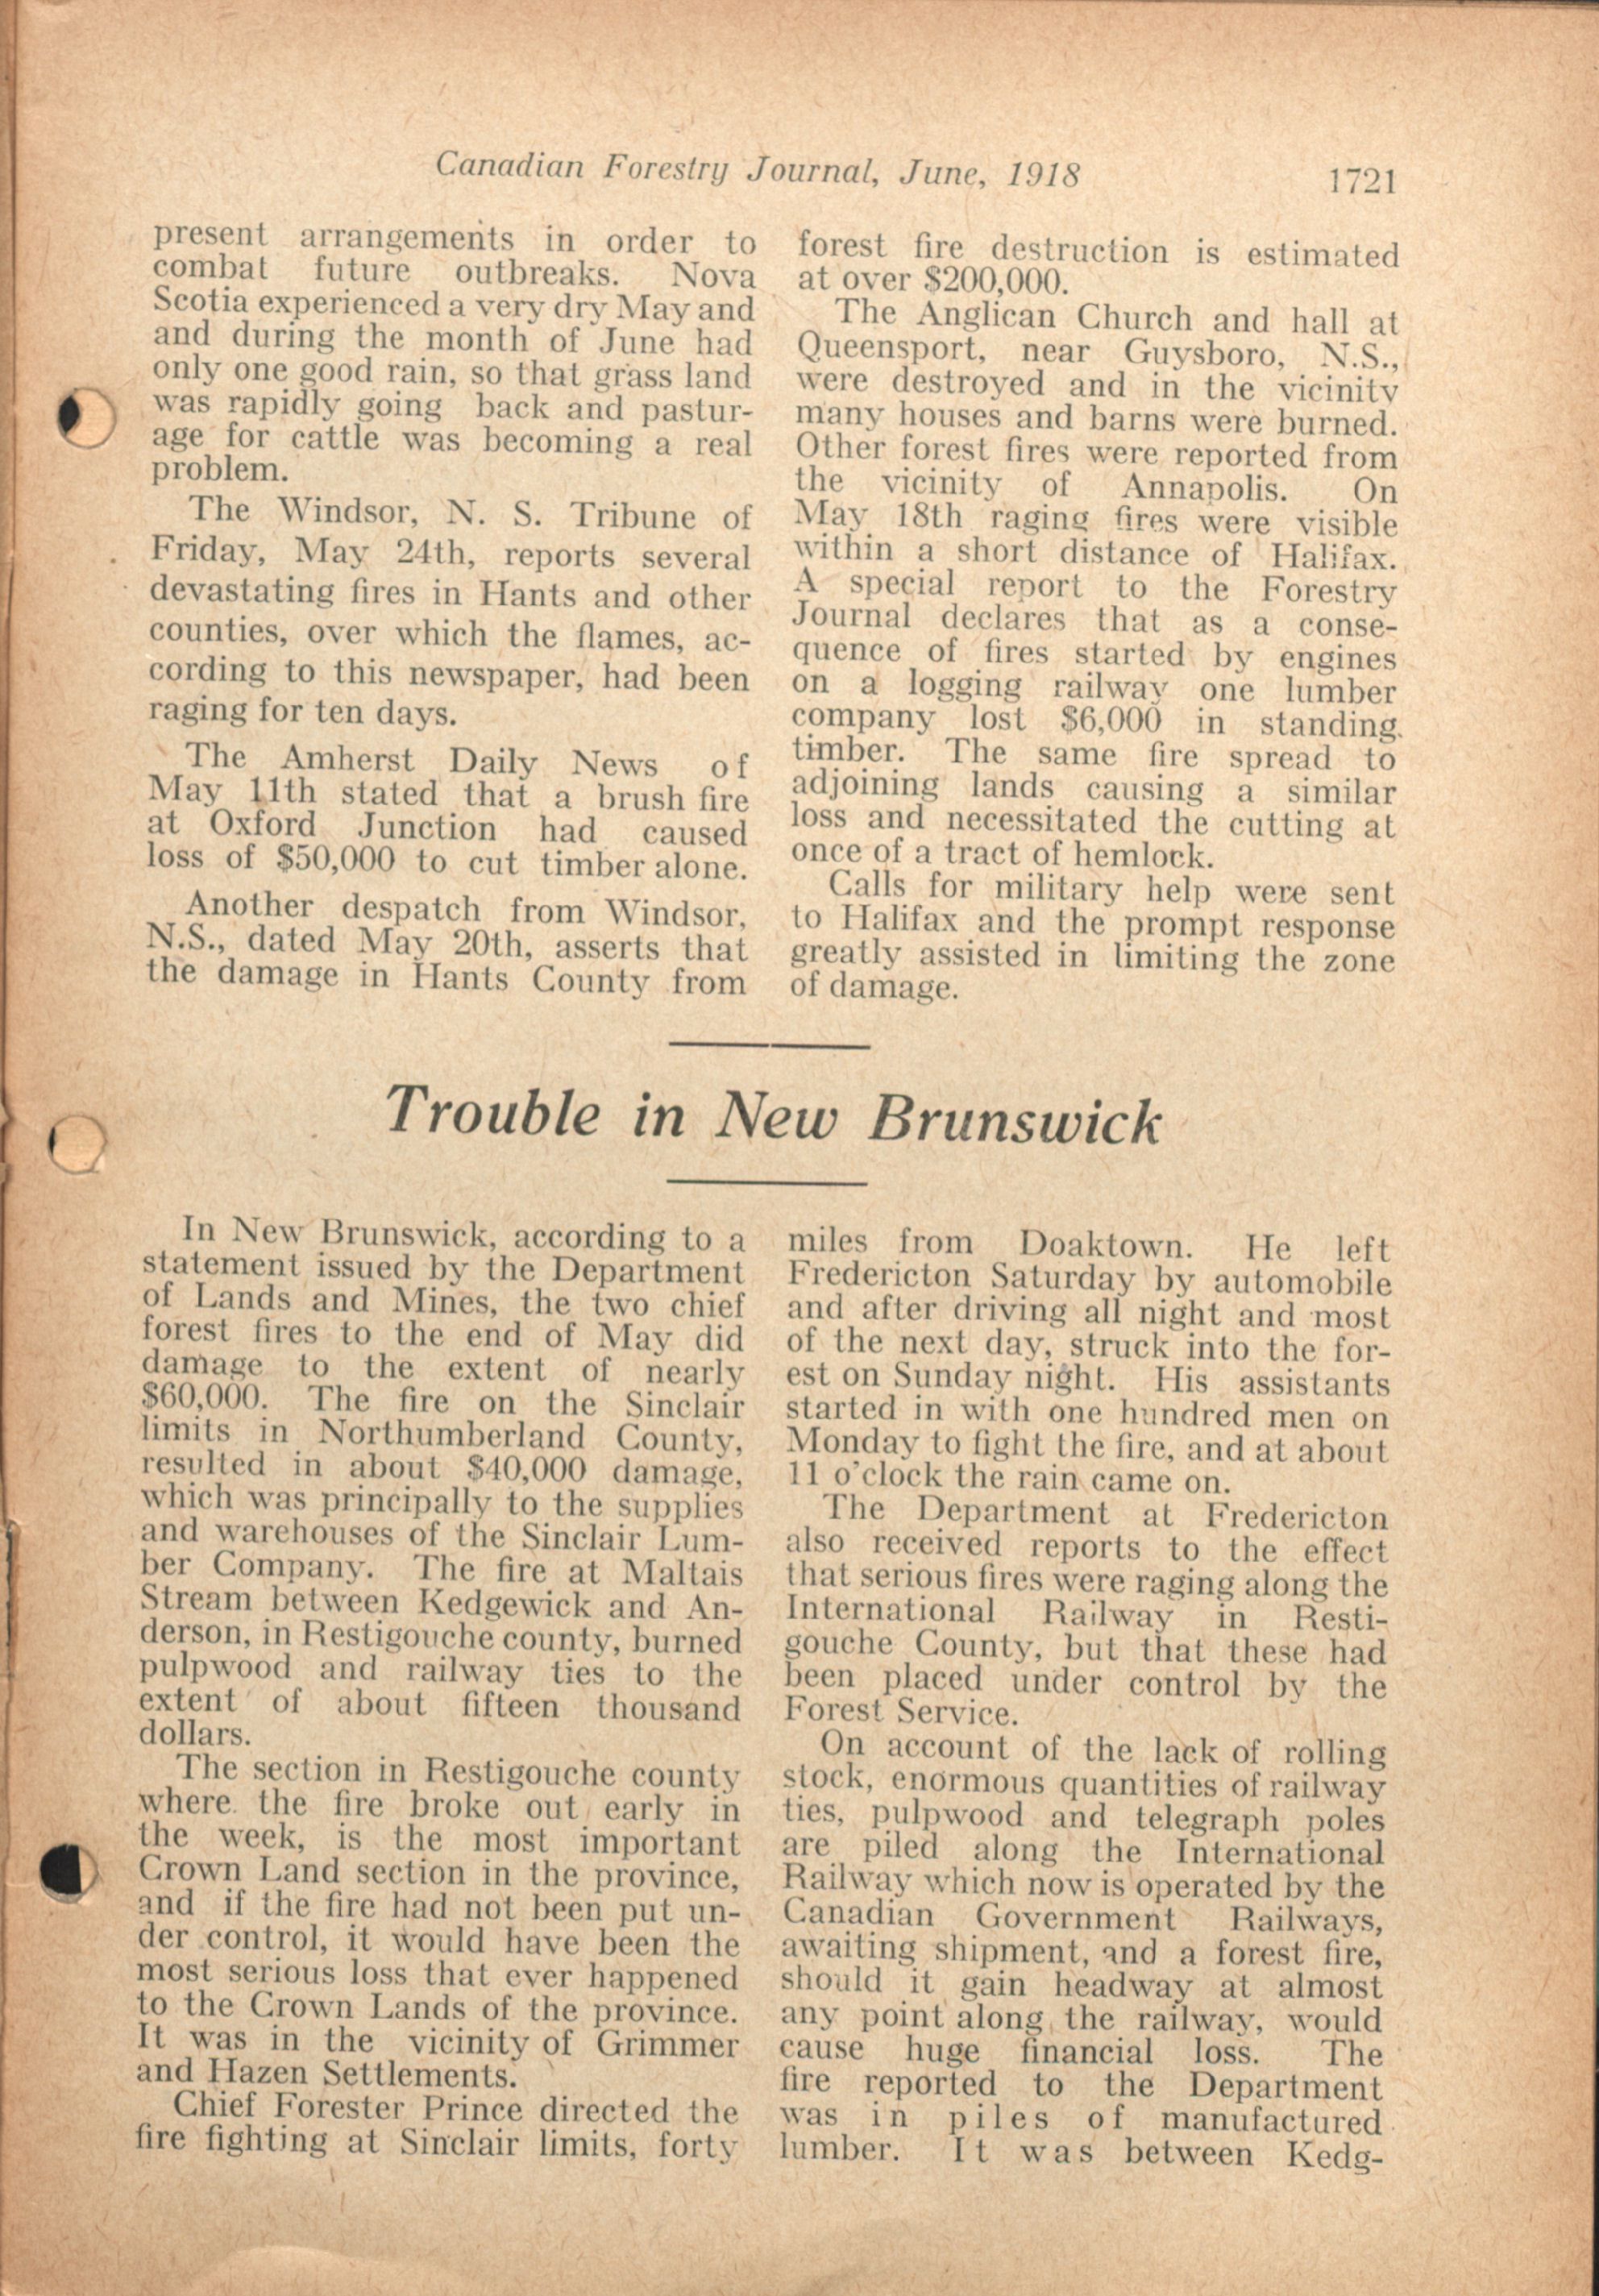 Canadian Forestry Journal, June, 1918
1721
present arrangements in order to
combat future outbreaks. Nova
Scotia experienced a very dry May and
and during the month of June had
only one good rain, so that grass land
was rapidly going back and pastur-
age for cattle was becoming a real
problem.
The Windsor, N. S. Tribune of
Friday, May 24th, reports several
devastating fires in Hants and other
counties, over which the flames, ac-
cording to this newspaper, had been
raging for ten days.
The Amherst Daily News of
May 11th stated that a brush fire
at Oxford Junction had caused
loss of $50,000 to cut timber alone.
Another despatch from Windsor,
N.S., dated May 20th, asserts that
the damage in Hants County from
forest fire destruction is estimated
at over $200,000.
The Anglican Church and hall at
Queensport, near Guysboro, N.S.,
were destroyed and in the vicinity
many houses and barns were burned.
Other forest fires were reported from
the vicinity of Annapolis. On
May 18th raging fires were visible
within a short distance of Halifax.
A special report to the Forestry
Journal declares that as a conse-
quence of fires started by engines
on a logging railway one lumber
company lost $6,000 in standing
timber. The same fire spread to
adjoining lands causing a similar
loss and necessitated the cutting at
once of a tract of hemlock.
Calls for military help were sent
to Halifax and the prompt response
greatly assisted in limiting the zone
of damage.
Trouble in New Brunswick
In New Brunswick, according to a
statement issued by the Department
of Lands and Mines, the two chief
forest fires to the end of May did
damage to the extent of nearly
$60,000. The fire on the Sinclair
limits in Northumberland County,
resulted in about $40,000 damage,
which was principally to the supplies
and warehouses of the Sinclair Lum-
ber Company. The fire at Maltais
Stream between Kedgewick and An-
derson, in Restigouche county, burned
pulpwood and railway ties to the
extent of about fifteen thousand
dollars.
The section in Restigouche county
where the fire broke out early in
the week, is the most important
Crown Land section in the province,
and if the fire had not been put un-
der control, it would have been the
most serious loss that ever happened
to the Crown Lands of the province.
It was in the vicinity of Grimmer
and Hazen Settlements.
Chief Forester Prince directed the
fire fighting at Sinclair limits, forty
miles from Doaktown. He left
Fredericton Saturday by automobile
and after driving all night and most
of the next day, struck into the for-
est on Sunday night. His assistants
started in with one hundred men on
Monday to fight the fire, and at about
11 o'clock the rain came on.
The Department at Fredericton
also received reports to the effect
that serious fires were raging along the
International Railway in Resti-
gouche County, but that these had
been placed under control by the
Forest Service.
On account of the lack of rolling
stock, enormous quantities of railway
ties, pulpwood and telegraph poles
are piled along the International
Railway which now is operated by the
Canadian Government Railways,
awaiting shipment, and a forest fire,
should it gain headway at almost
any point along the railway, would
cause huge financial loss. The
fire reported to the Department
was in piles of manufactured
lumber. It was between Kedg-